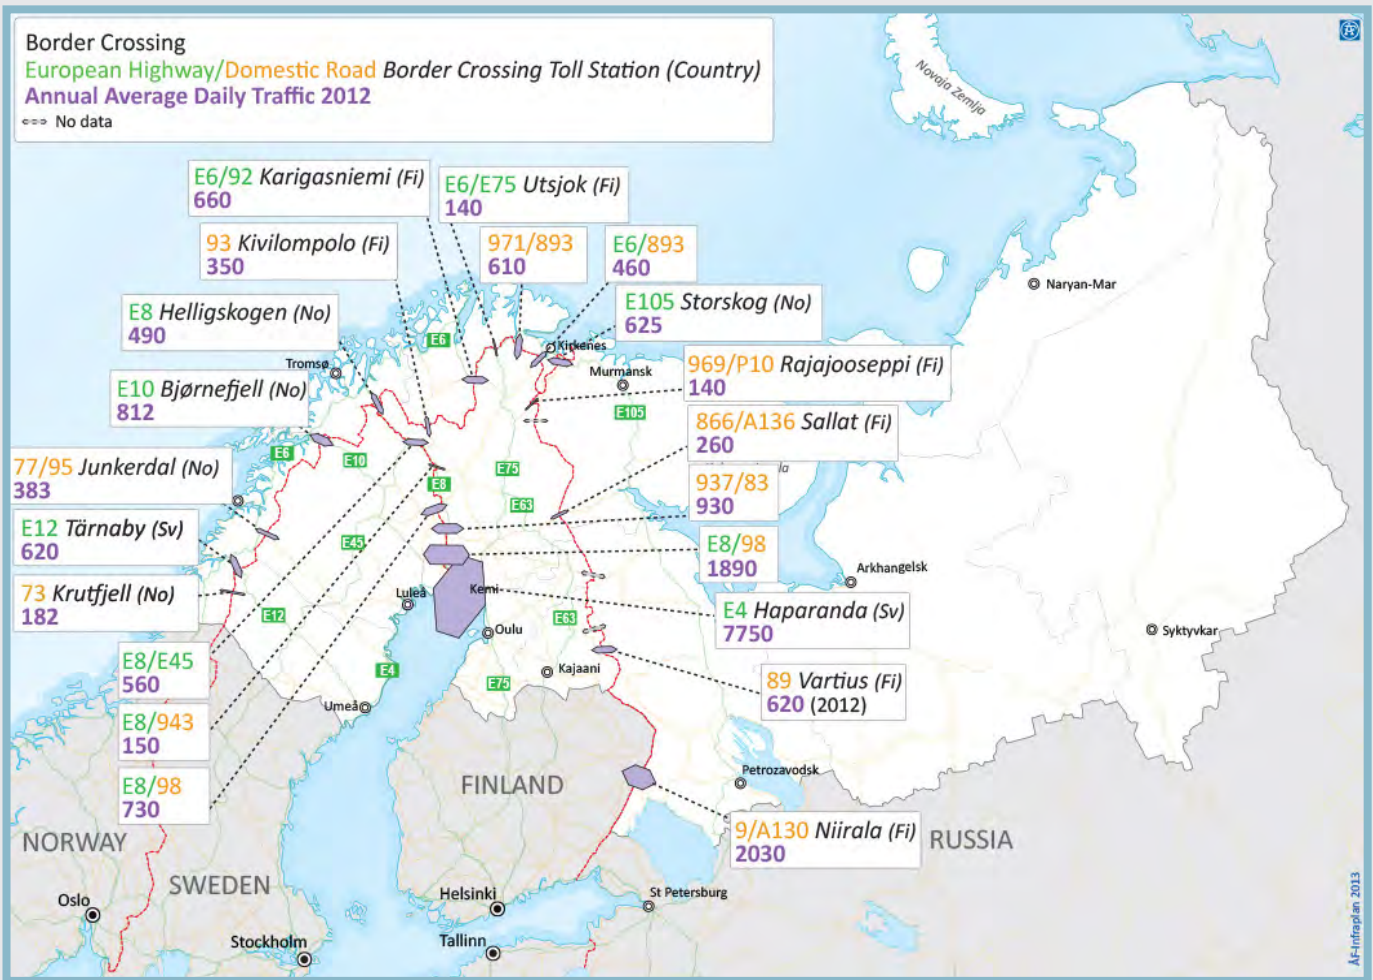 Border Crossing
European Highway/Domestic Road Border Crossing Toll Station (Country)
Annual Average Daily Traffic 2012
No data
Novaja Zemlja
E6/92 Karigasniemi (Fi)
660
E6/E75 Utsjok (Fi)
140
93 Kivilompolo (Fi)
350
971/893
610
E6/893
460
E8 Helligskogen (No)
490
E105 Storskog (No)
625
Naryan-Mar
E6
Kirkenes
Tromsø
Murmansk
969/P10 Rajajooseppi (Fi)
140
E10 Bjørnefjell (No)
812
E105
866/A136 Sallat (Fi)
260
E6
E10
E75
77/95 Junkerdal (No)
383
E8
937/83
930
E63
E12 Tärnaby (Sv)
620
E45
E8/98
1890
Arkhangelsk
73 Krutfjell (No)
182
Luleå
Kemi
E4 Haparanda (Sv)
7750
E12
E63
Oulu
Syktyvkar
E8/E45
560
E4
Kajaani
E75
89 Vartius (Fi)
620 (2012)
Umeå
E8/943
150
E8/98
730
FINLAND
Petrozavodsk
9/A130 Niirala (Fi)
2030
NORWAY
RUSSIA
SWEDEN
Oslo
Helsinki
St Petersburg
Stockholm
Tallinn
ÅF-Infraplan 2013